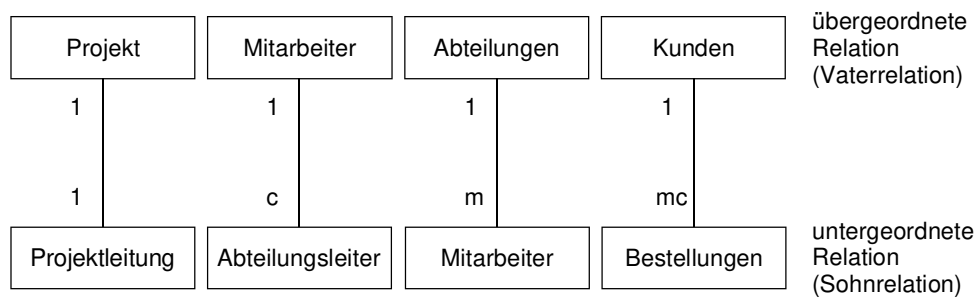 Projekt
Mitarbeiter
Abteilungen
Kunden
übergeordnete
Relation
(Vaterrelation)
1
1
1
1
1
c
m
mc
Projektleitung
Abteilungsleiter
Mitarbeiter
Bestellungen
untergeordnete
Relation
(Sohnrelation)